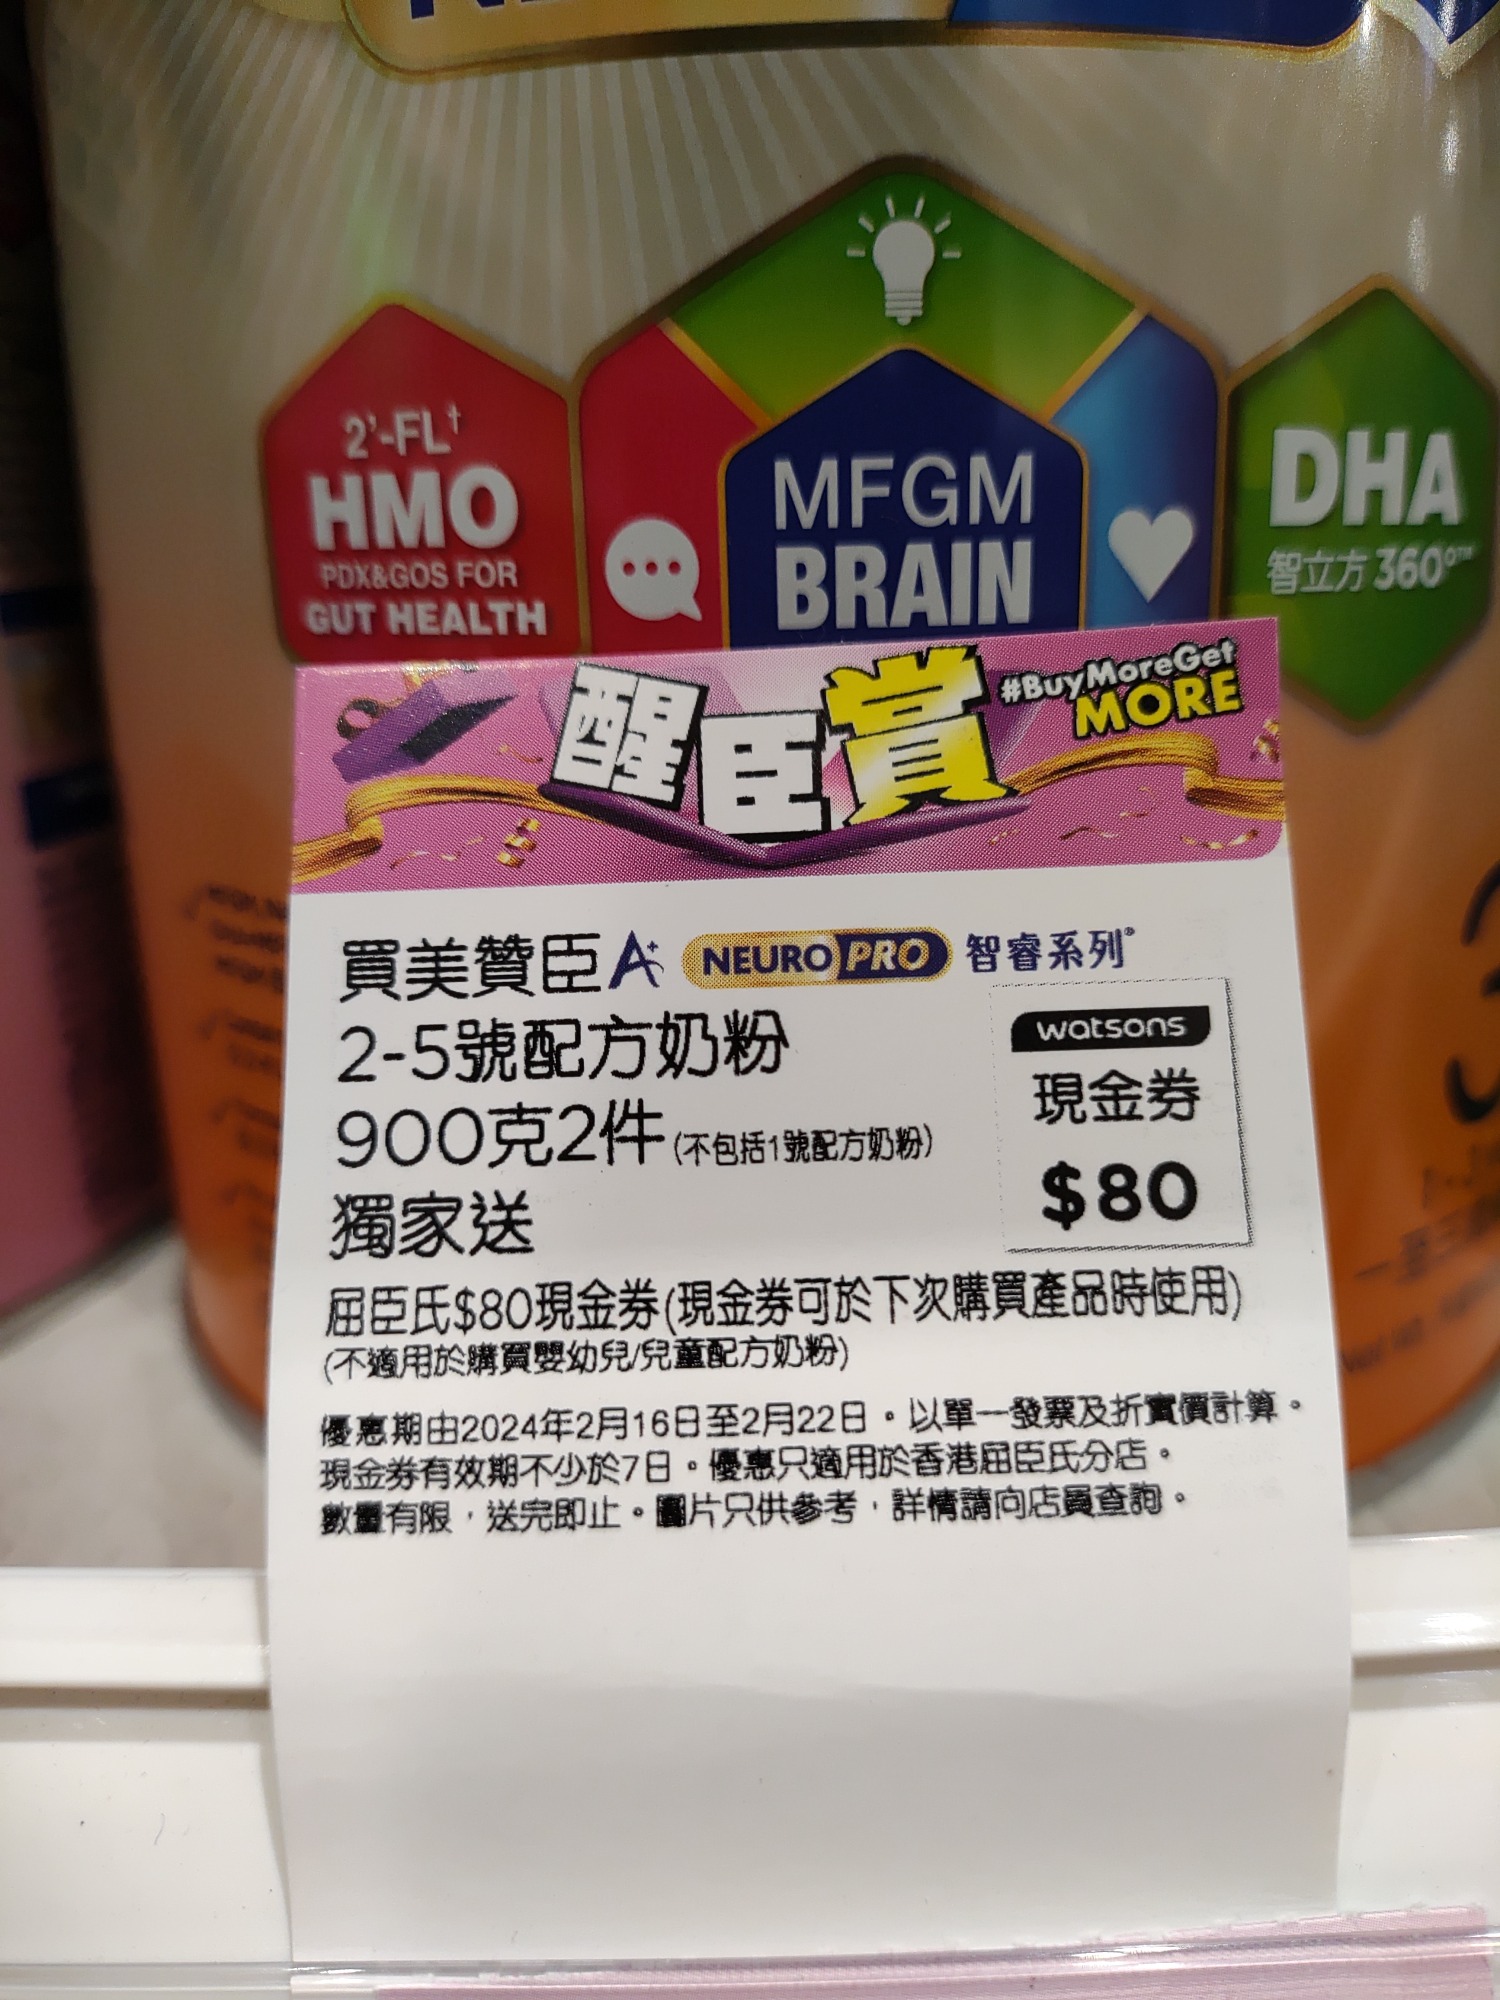 2'-FL†
HMO
PDX&GOS FOR
GUT HEALTH
MFGM
BRAIN
DHA
智立方 360°™
醒臣賞
#BuyMoreGet
MORE
買美贊臣A+ NEUROPRO 智睿系列
2-5號配方奶粉
900克2件(不包括1號配方奶粉)
獨家送
watsons
現金券
$80
屈臣氏$80現金券(現金券可於下次購買產品時使用)
(不適用於購買嬰幼兒/兒童配方奶粉)
優惠期由2024年2月16日至2月22日。以單一發票及折實價計算。
現金券有效期不少於7日。優惠只適用於香港屈臣氏分店。
數量有限,送完即止。圖片只供參考,詳情請向店員查詢。